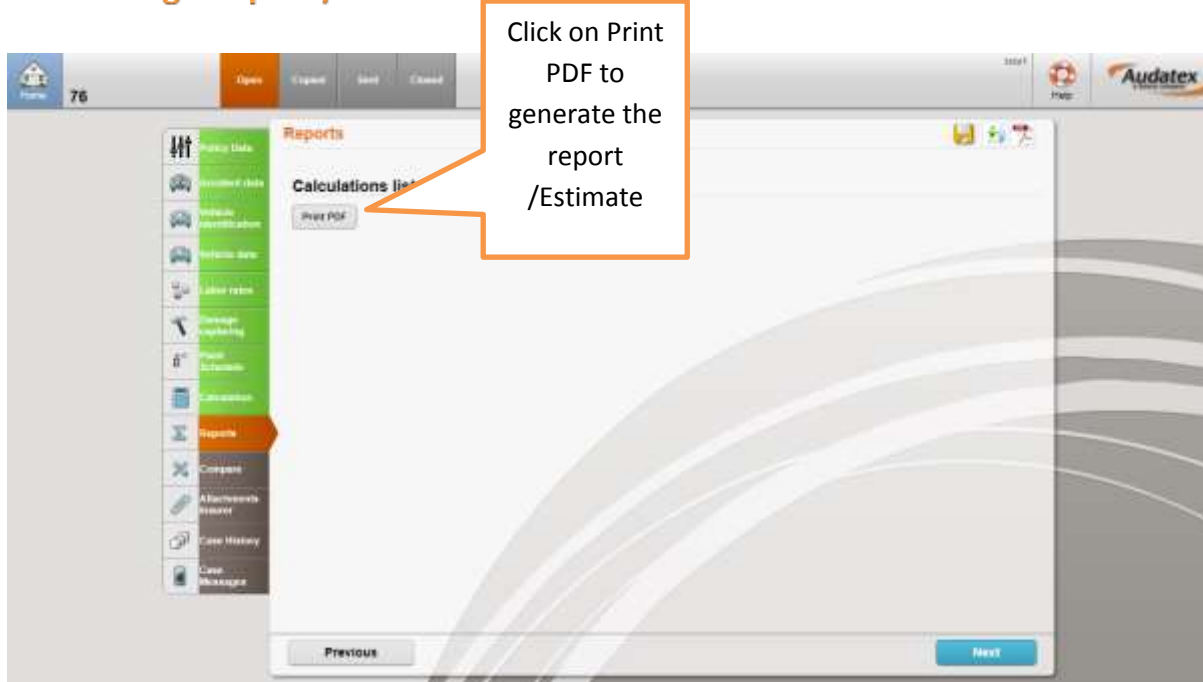 Click on Print
PDF to
generate the
report
/Estimate
Home
76
Open
Copied
Sent
Closed
Help
Audatex
Reports
Calculations list
Print PDF
Policy Data
Accident data
Vehicle
identification
Vehicle data
Labor rates
Damage
capturing
Paint
Schedule
Calculation
Reports
Compare
Attachments
Insurer
Case History
Case
Messages
Previous
Next